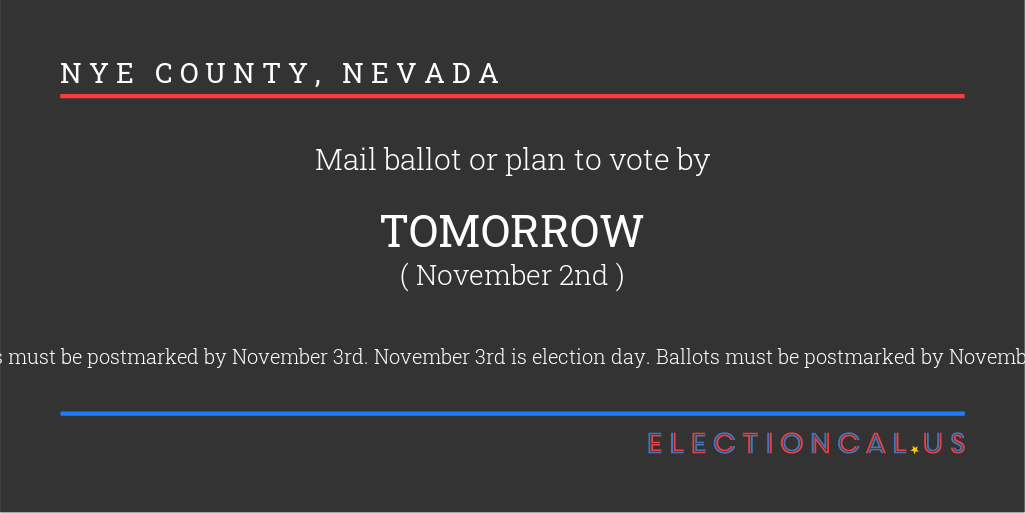 NYE COUNTY, NEVADA
Mail ballot or plan to vote by
TOMORROW
( November 2nd )
must be postmarked by November 3rd. November 3rd is election day. Ballots must be postmarked by
ELECTIONCAL.US